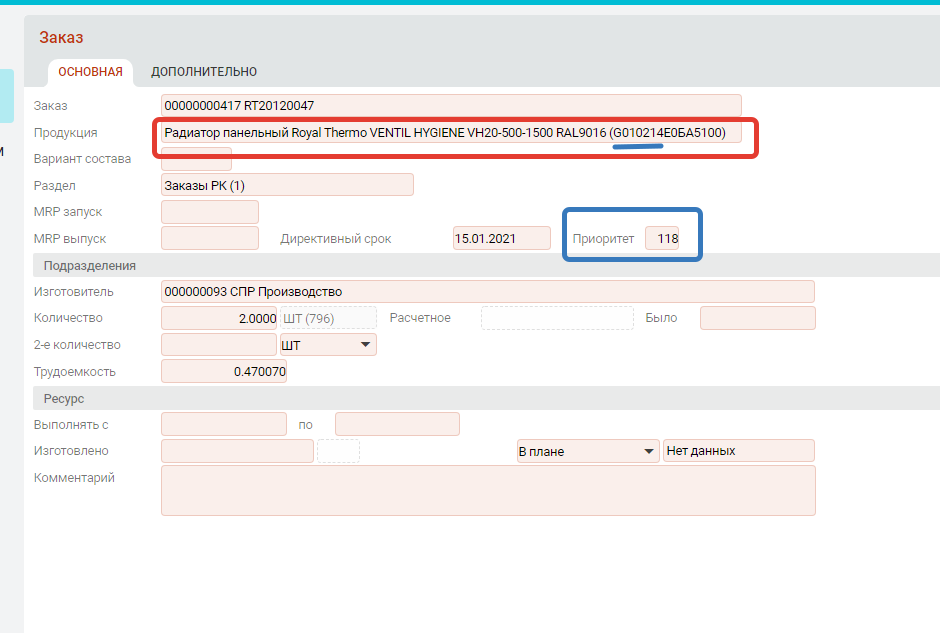 Заказ
ОСНОВНАЯ ДОПОЛНИТЕЛЬНО
Заказ 00000000417 RT20120047
Продукция Радиатор панельный Royal Thermo VENTIL HYGIENE VH20-500-1500 RAL9016 (G010214E0БA5100)
м
Вариант состава
Раздел Заказы РК (1)
MRP запуск
MRP выпуск Директивный срок 15.01.2021 Приоритет 118
Подразделения
Изготовитель 000000093 СПР Производство
Количество 2.0000 ШТ (796) Расчетное Было
2-е количество ШТ
Трудоемкость 0.470070
Ресурс
Выполнять с по
Изготовлено В плане Нет данных
Комментарий